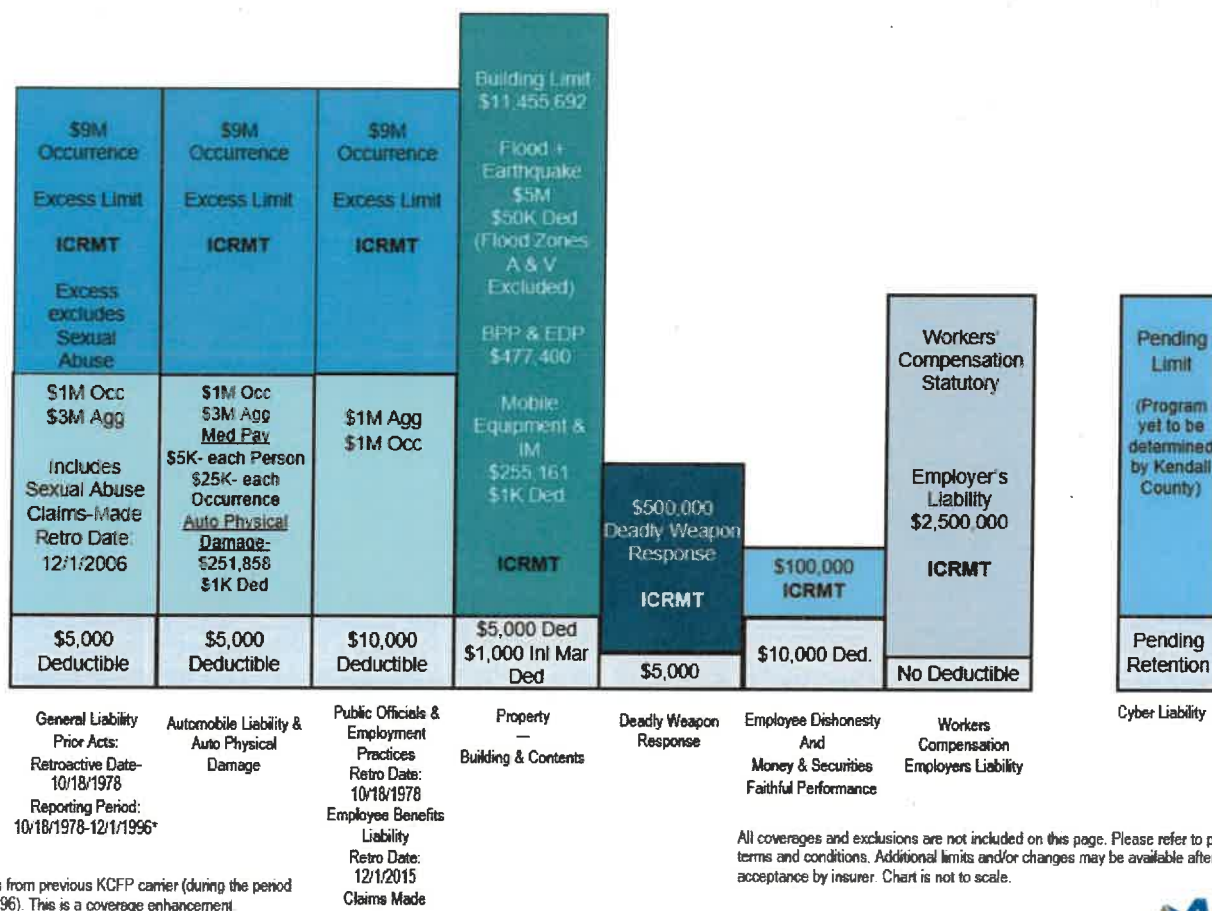 $9M
Occurrence
Excess Limit
ICRMT
Excess
excludes
Sexual
Abuse
$1M Occ
$3M Agg
Includes
Sexual Abuse
Claims-Made
Retro Date:
12/1/2006
$5,000
Deductible
General Liability
Prior Acts:
Retroactive Date-
10/18/1978
Reporting Period:
10/18/1978-12/1/1996*
$9M
Occurrence
Excess Limit
ICRMT
$1M Occ
$3M Agg
Med Pay
$5K- each Person
$25K- each
Occurrence
Auto Physical
Damage-
$251,858
$1K Ded
$5,000
Deductible
Automobile Liability &
Auto Physical
Damage
$9M
Occurrence
Excess Limit
ICRMT
$1M Agg
$1M Occ
$10,000
Deductible
Public Officials &
Employment
Practices
Retro Date:
10/18/1978
Employee Benefits
Liability
Retro Date:
12/1/2015
Claims Made
Building Limit
$11,455,692
Flood +
Earthquake
$5M
$50K Ded
(Flood Zones
A & V
Excluded)
BPP & EDP
$477,400
Mobile
Equipment &
IM
$255,161
$1K Ded
ICRMT
$5,000 Ded
$1,000 Inl Mar
Ded
Property
—
Building & Contents
$500,000
Deadly Weapon
Response
ICRMT
$5,000
Deadly Weapon
Response
$100,000
ICRMT
$10,000 Ded.
Employee Dishonesty
And
Money & Securities
Faithful Performance
Workers'
Compensation
Statutory
Employer's
Liability
$2,500,000
ICRMT
No Deductible
Workers
Compensation
Employers Liability
Pending
Limit
(Program
yet to be
determined
by Kendall
County)
Pending
Retention
Cyber Liability
All coverages and exclusions are not included on this page. Please refer to p
terms and conditions. Additional limits and/or changes may be available after
acceptance by insurer. Chart is not to scale.
s from previous KCFP carrier (during the period
96). This is a coverage enhancement.